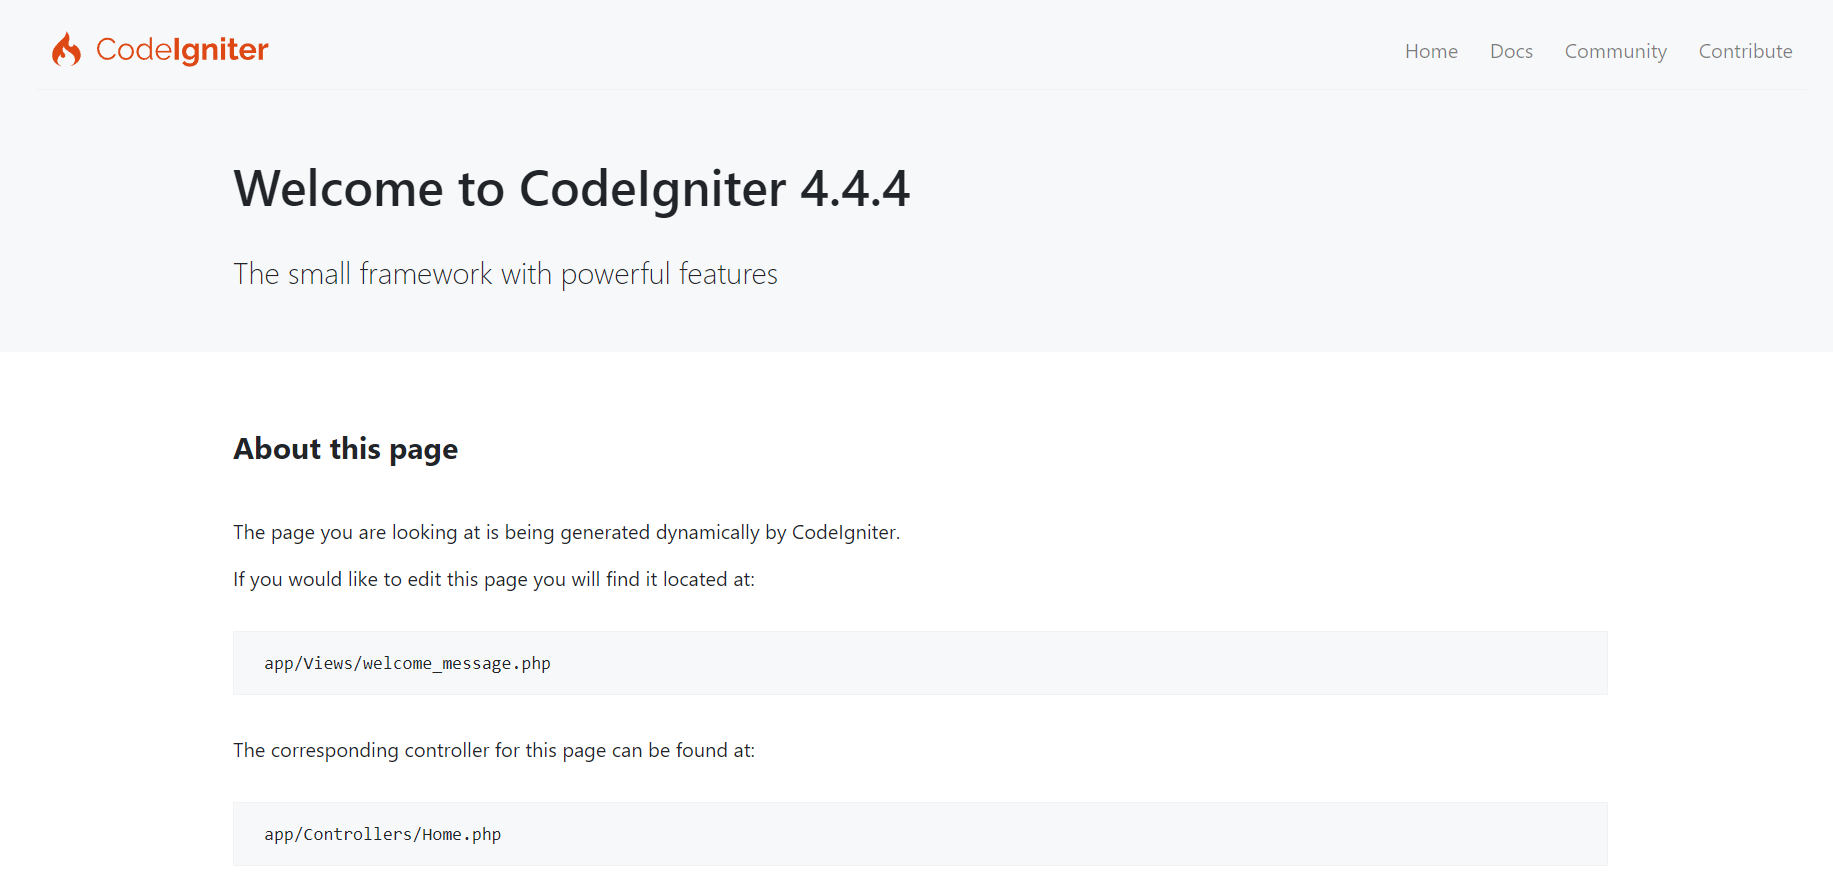 CodeIgniter
Home Docs Community Contribute
Welcome to CodeIgniter 4.4.4
The small framework with powerful features
About this page
The page you are looking at is being generated dynamically by CodeIgniter.
If you would like to edit this page you will find it located at:
app/Views/welcome_message.php
The corresponding controller for this page can be found at:
app/Controllers/Home.php